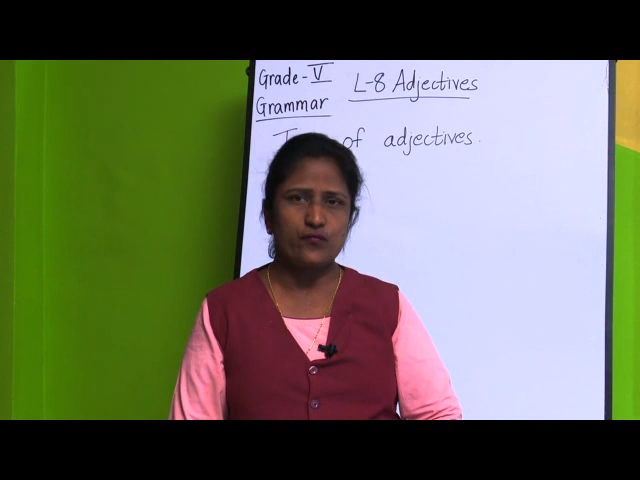 Grade - V
Grammar
L-8 Adjectives
of adjectives.